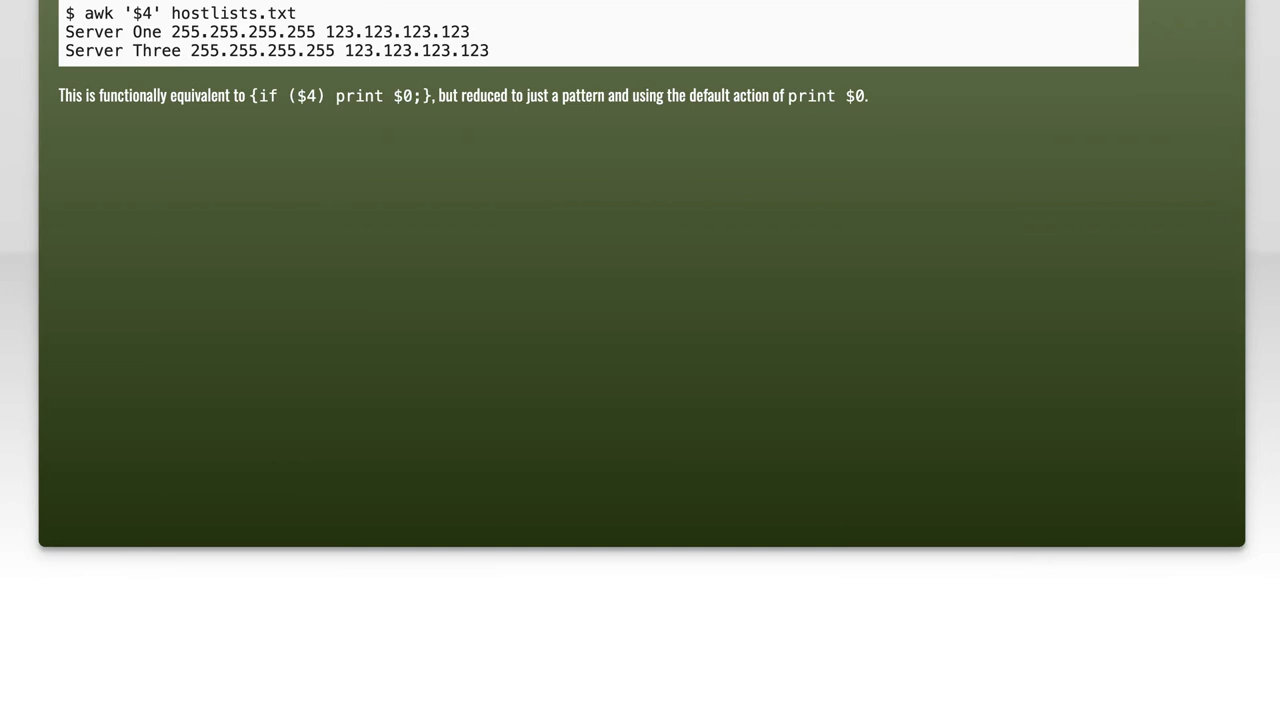 $ awk '$4' hostlists.txt
Server One 255.255.255.255 123.123.123.123
Server Three 255.255.255.255 123.123.123.123
This is functionally equivalent to {if ($4) print $0;}, but reduced to just a pattern and using the default action of print $0.